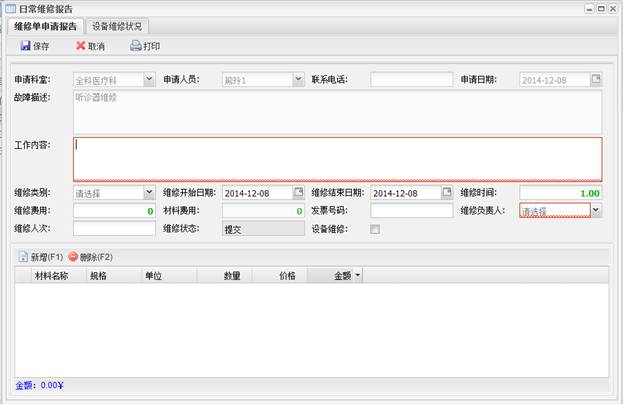 日常维修报告
维修单申请报告 设备维修状况
保存 取消 打印
申请科室: 全科医疗科 申请人员: 戴玲1 联系电话: 申请日期: 2014-12-08
故障描述: 听诊器维修
工作内容:
维修类别: 请选择 维修开始日期: 2014-12-08 维修结束日期: 2014-12-08 维修时间: 1.00
维修费用: 0 材料费用: 0 发票号码: 维修负责人: 请选择
维修人次: 维修状态: 提交 设备维修:
新增(F1) 删除(F2)
材料名称 规格 单位 数量 价格 金额
金额: 0.00¥